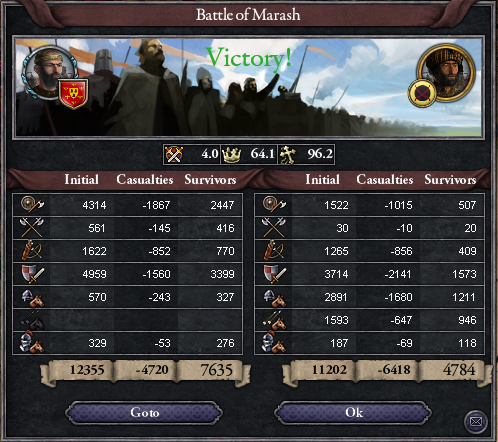 Battle of Marash
Victory!
4.0 64.1 96.2
Initial Casualties Survivors Initial Casualties Survivors
4314 -1867 2447 1522 -1015 507
561 -145 416 30 -10 20
1622 -852 770 1265 -856 409
4959 -1560 3399 3714 -2141 1573
570 -243 327 2891 -1680 1211
1593 -647 946
329 -53 276 187 -69 118
12355 -4720 7635 11202 -6418 4784
Goto Ok